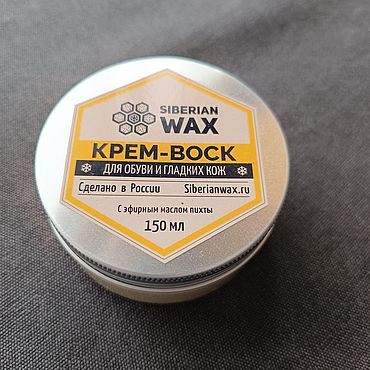 SIBERIAN
WAX
КРЕМ-ВОСК
ДЛЯ ОБУВИ И ГЛАДКИХ КОЖ
Сделано в России Siberianwax.ru
С эфирным маслом пихты
150 мл